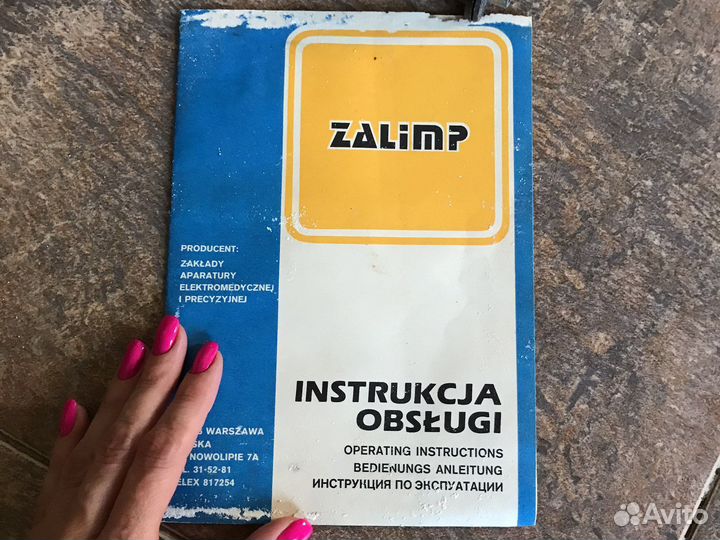 ZALIMP
PRODUCENT:
ZAKŁADY
APARATURY
ELEKTROMEDYCZNEJ
I PRECYZYJNEJ
INSTRUKCJA
OBSŁUGI
WARSZAWA
NOWOLIPIE 7A
31-52-81
817254
OPERATING INSTRUCTIONS
BEDIENUNGS ANLEITUNG
ИНСТРУКЦИЯ ПО ЭКСПУАТАЦИИ
Avito